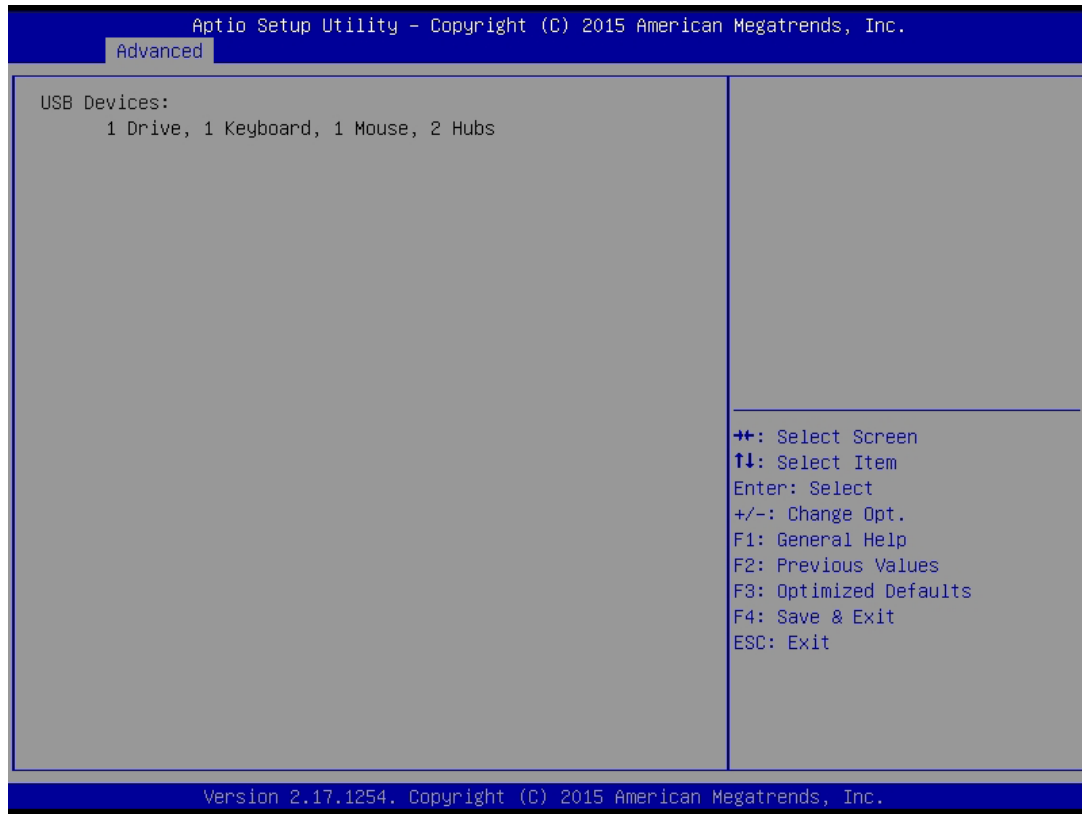 Aptio Setup Utility – Copyright (C) 2015 American Megatrends, Inc.
Advanced
USB Devices:
1 Drive, 1 Keyboard, 1 Mouse, 2 Hubs
→←: Select Screen
↑↓: Select Item
Enter: Select
+/-: Change Opt.
F1: General Help
F2: Previous Values
F3: Optimized Defaults
F4: Save & Exit
ESC: Exit
Version 2.17.1254. Copyright (C) 2015 American Megatrends, Inc.